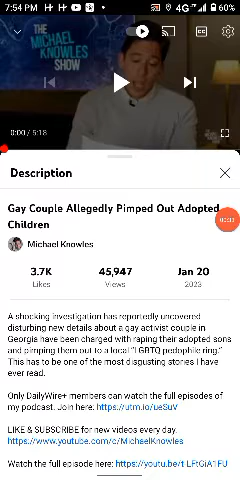 7:54 PM
4G
60%
THE
MICHAEL
KNOWLES
SHOW
CC
0:00 / 5:18
Description
Gay Couple Allegedly Pimped Out Adopted
Children
Michael Knowles
3.7K 45,947 Jan 20
Likes Views 2023
A shocking investigation has reportedly uncovered
disturbing new details about a gay activist couple in
Georgia have been charged with raping their adopted sons
and pimping them out to a local "LGBTQ pedophile ring."
This has to be one of the most disgusting stories I have
ever read.
Only DailyWire+ members can watch the full episodes of
my podcast. Join here: https://utm.io/ueSuV
LIKE & SUBSCRIBE for new videos every day.
https://www.youtube.com/c/MichaelKnowles
Watch the full episode here: https://youtu.be/t-LFtGiA1FU